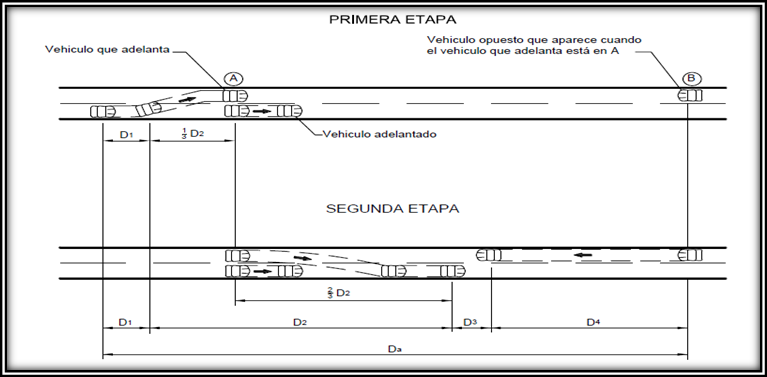 PRIMERA ETAPA
Vehiculo que adelanta
Vehiculo opuesto que aparece cuando
el vehiculo que adelanta está en A
A
B
D1
1/3 D2
Vehiculo adelantado
SEGUNDA ETAPA
2/3 D2
D1
D2
D3
D4
Da